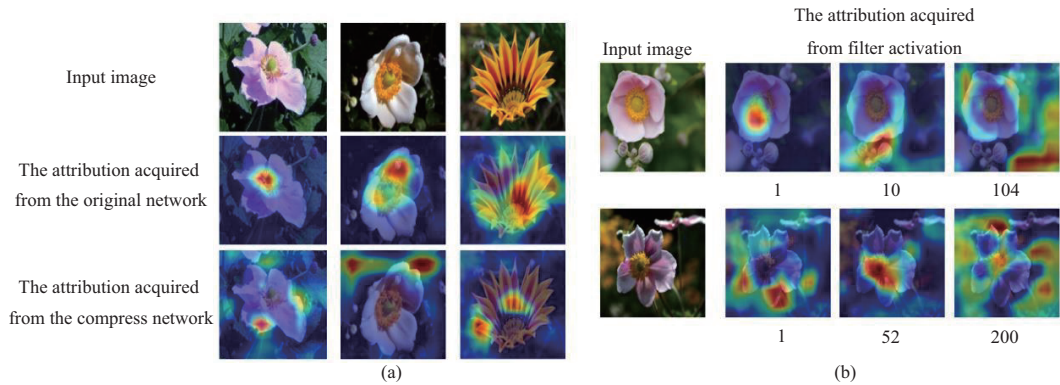 Input image
The attribution acquired
from the original network
The attribution acquired
from the compress network
(a)
The attribution acquired
from filter activation
Input image
1 10 104
1 52 200
(b)